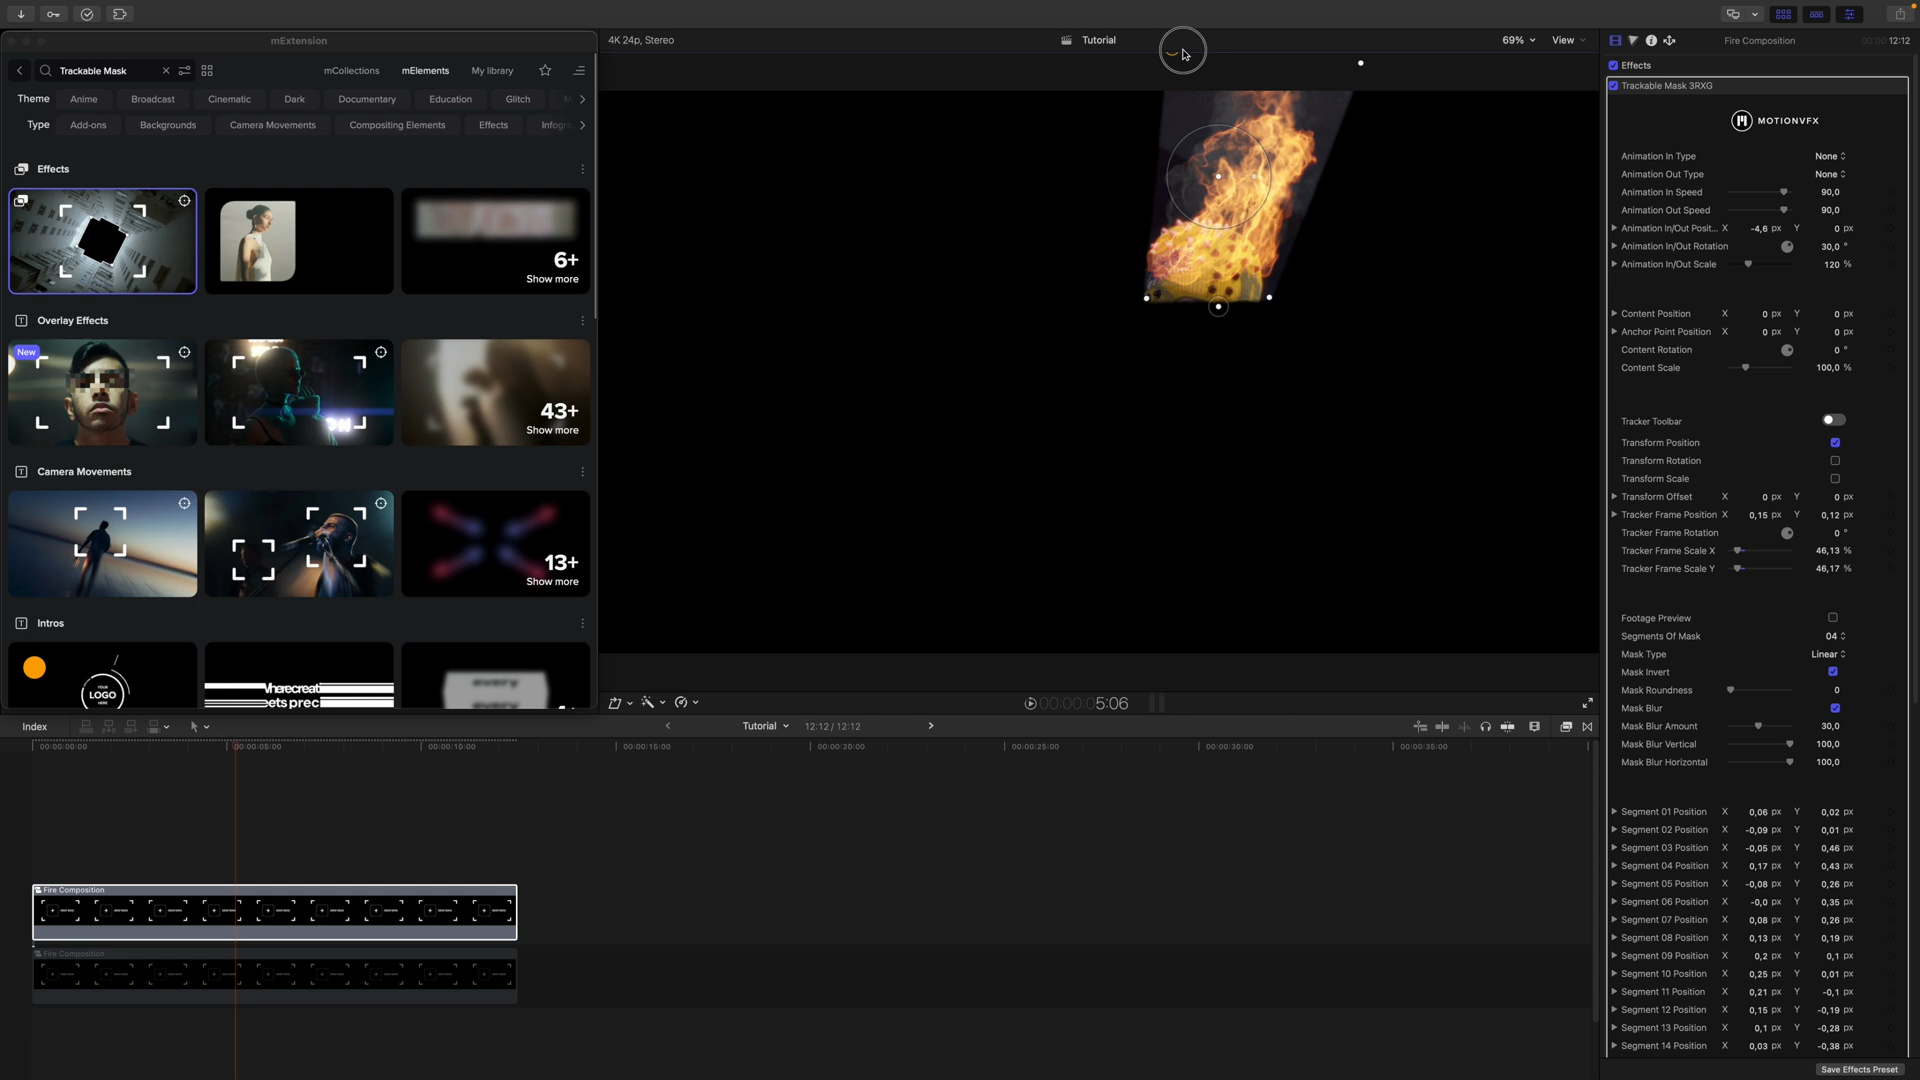 mExtension
Trackable Mask
mCollections
mElements
My library
Theme
Anime
Broadcast
Cinematic
Dark
Documentary
Education
Glitch
Type
Add-ons
Backgrounds
Camera Movements
Compositing Elements
Effects
Infogr
Effects
6+
Show more
Overlay Effects
New
43+
Show more
Camera Movements
13+
Show more
Intros
YOUR
LOGO
HERE
every
4K 24p, Stereo
Tutorial
69%
View
00:00:00:5:06
Index
Tutorial
12:12 / 12:12
00:00:00:00
00:00:05:00
00:00:10:00
00:00:15:00
00:00:20:00
00:00:25:00
00:00:30:00
00:00:35:00
Fire Composition
Fire Composition
Fire Composition
00:00:12:12
Effects
Trackable Mask 3RXG
MOTIONVFX
Animation In Type None
Animation Out Type None
Animation In Speed 90,0
Animation Out Speed 90,0
Animation In/Out Posit... X -4,6 px Y 0 px
Animation In/Out Rotation 30,0 °
Animation In/Out Scale 120 %
Content Position X 0 px Y 0 px
Anchor Point Position X 0 px Y 0 px
Content Rotation 0 °
Content Scale 100,0 %
Tracker Toolbar
Transform Position
Transform Rotation
Transform Scale
Transform Offset X 0 px Y 0 px
Tracker Frame Position X 0,15 px Y 0,12 px
Tracker Frame Rotation 0 °
Tracker Frame Scale X 46,13 %
Tracker Frame Scale Y 46,17 %
Footage Preview
Segments Of Mask 04
Mask Type Linear
Mask Invert
Mask Roundness 0
Mask Blur
Mask Blur Amount 30,0
Mask Blur Vertical 100,0
Mask Blur Horizontal 100,0
Segment 01 Position X 0,06 px Y 0,02 px
Segment 02 Position X -0,09 px Y 0,01 px
Segment 03 Position X -0,05 px Y 0,46 px
Segment 04 Position X 0,17 px Y 0,43 px
Segment 05 Position X -0,08 px Y 0,26 px
Segment 06 Position X -0,0 px Y 0,35 px
Segment 07 Position X 0,08 px Y 0,26 px
Segment 08 Position X 0,13 px Y 0,19 px
Segment 09 Position X 0,2 px Y 0,1 px
Segment 10 Position X 0,25 px Y 0,01 px
Segment 11 Position X 0,21 px Y -0,1 px
Segment 12 Position X 0,15 px Y -0,19 px
Segment 13 Position X 0,1 px Y -0,28 px
Segment 14 Position X 0,03 px Y -0,38 px
Save Effects Preset